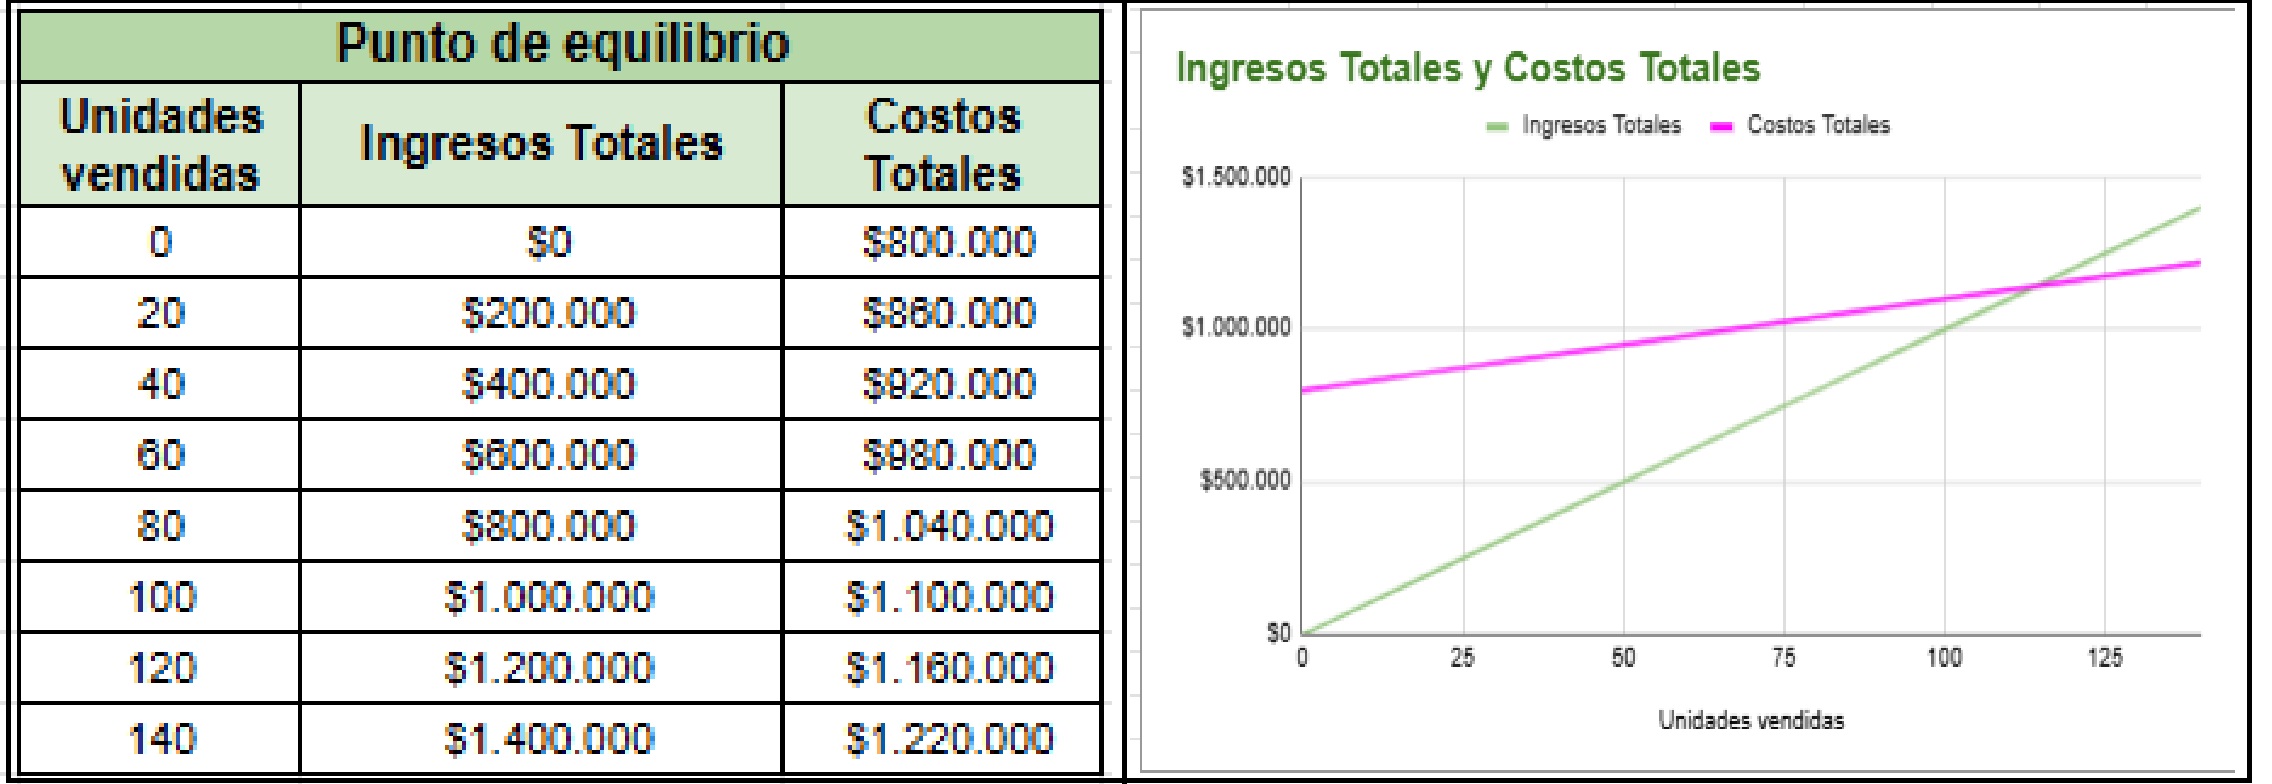 Punto de equilibrio
Unidades vendidas Ingresos Totales Costos Totales
0 $0 $800.000
20 $200.000 $860.000
40 $400.000 $920.000
60 $600.000 $980.000
80 $800.000 $1.040.000
100 $1.000.000 $1.100.000
120 $1.200.000 $1.160.000
140 $1.400.000 $1.220.000
Ingresos Totales y Costos Totales
Ingresos Totales Costos Totales
$1.500.000
$1.000.000
$500.000
$0
0 25 50 75 100 125
Unidades vendidas